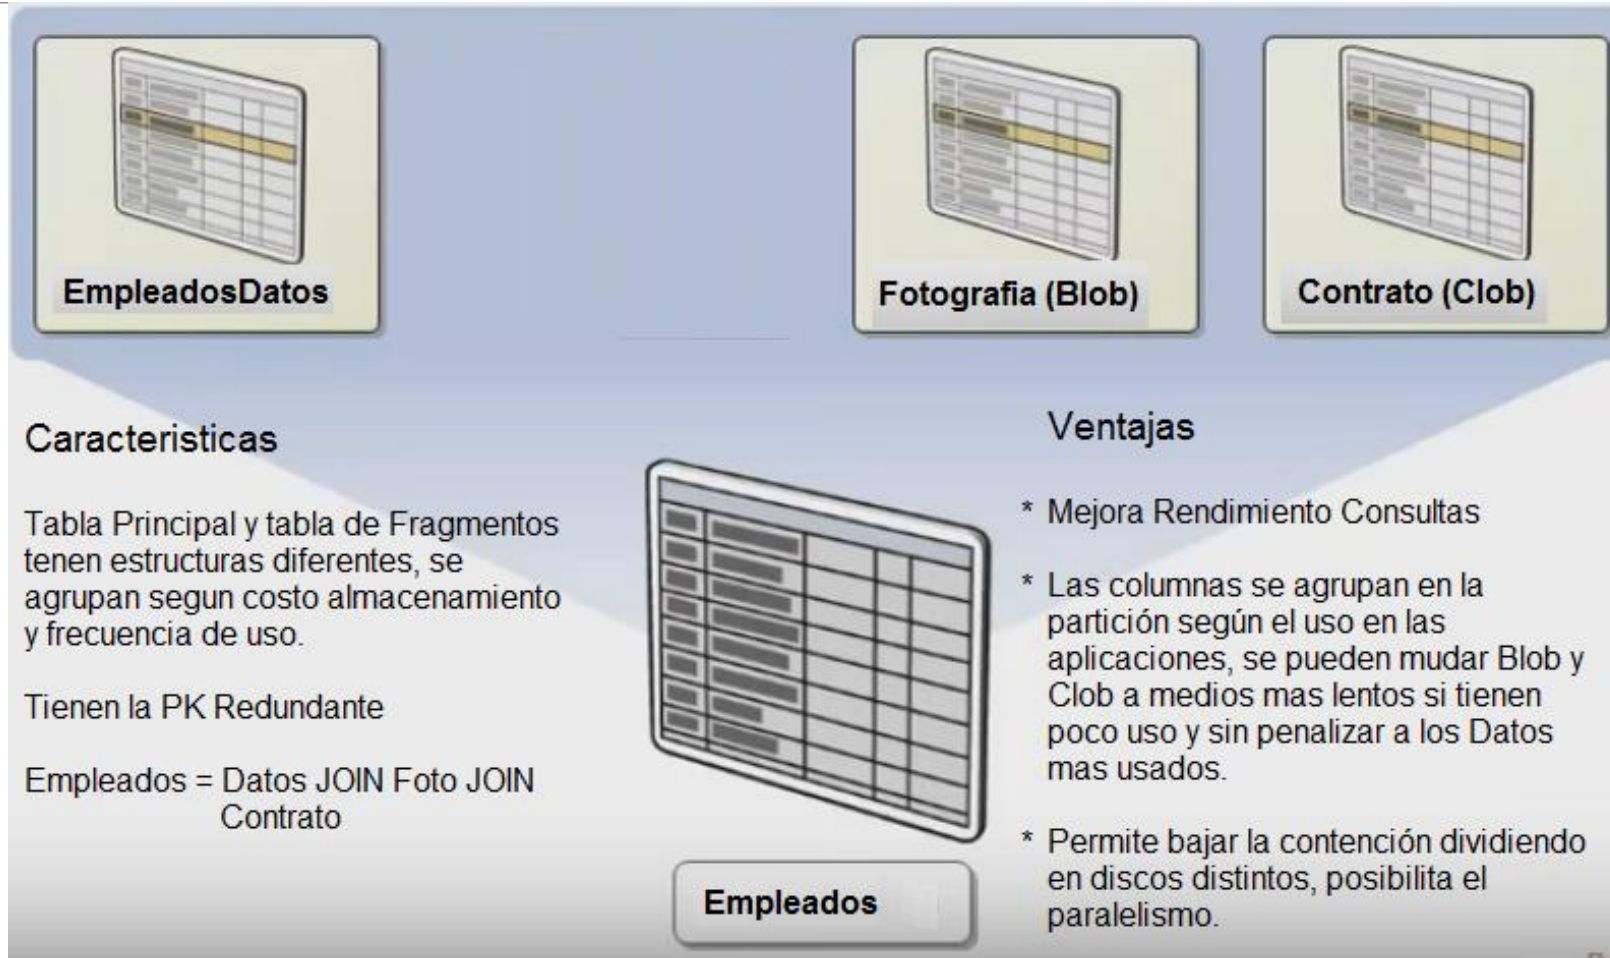 EmpleadosDatos
Fotografia (Blob)
Contrato (Clob)
Caracteristicas
Tabla Principal y tabla de Fragmentos
tenen estructuras diferentes, se
agrupan segun costo almacenamiento
y frecuencia de uso.
Tienen la PK Redundante
Empleados = Datos JOIN Foto JOIN
Contrato
Empleados
Ventajas
* Mejora Rendimiento Consultas
* Las columnas se agrupan en la
partición según el uso en las
aplicaciones, se pueden mudar Blob y
Clob a medios mas lentos si tienen
poco uso y sin penalizar a los Datos
mas usados.
* Permite bajar la contención dividiendo
en discos distintos, posibilita el
paralelismo.